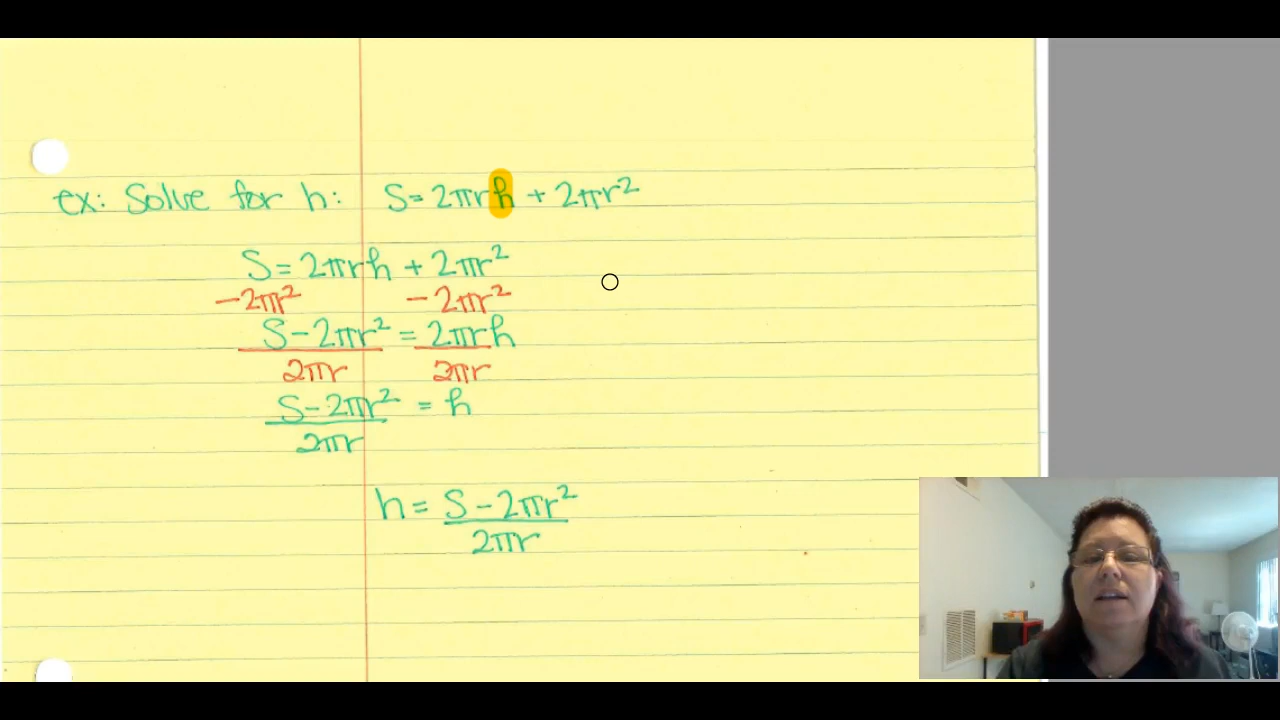 ex: Solve for h: S = 2πrh + 2πr²
S = 2πrh + 2πr²
-2πr² - 2πr²
S - 2πr² = 2πrh
2πr 2πr
S - 2πr² = h
2πr
h = S - 2πr²
2πr